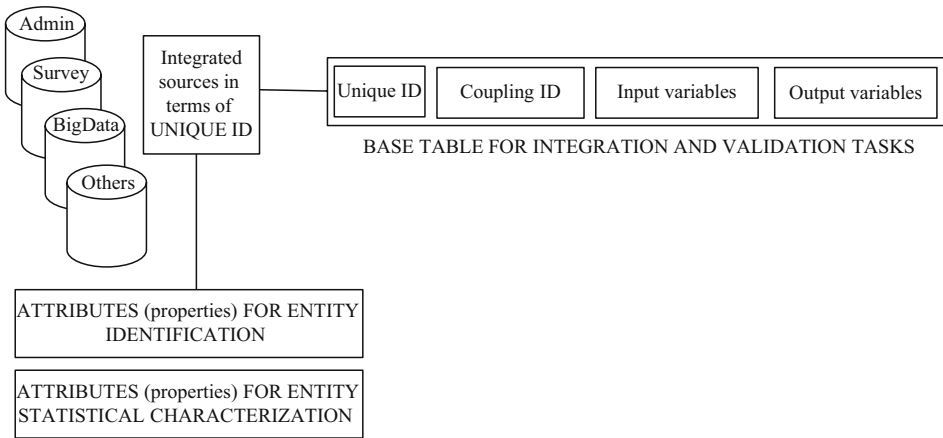 Admin
Survey
BigData
Others
Integrated
sources in
terms of
UNIQUE ID
Unique ID
Coupling ID
Input variables
Output variables
BASE TABLE FOR INTEGRATION AND VALIDATION TASKS
ATTRIBUTES (properties) FOR ENTITY
IDENTIFICATION
ATTRIBUTES (properties) FOR ENTITY
STATISTICAL CHARACTERIZATION